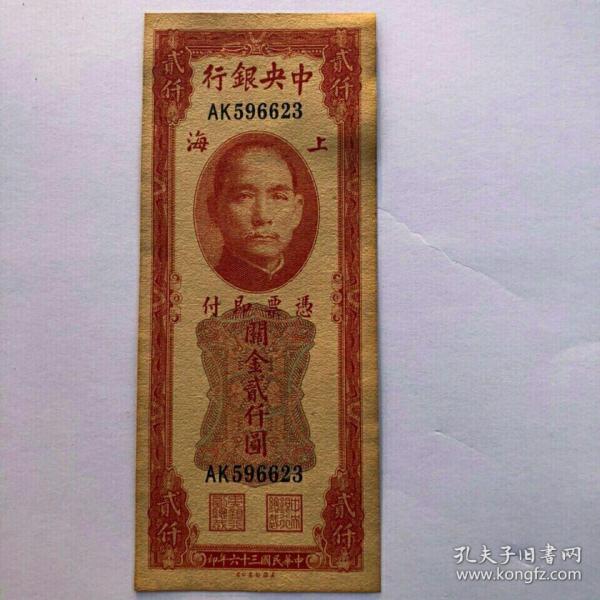 貳仟
貳仟
中央銀行
AK596623
上海
憑票即付
關金貳仟圓
AK596623
貳仟
貳仟
中華民國三十六年印
孔夫子旧书网
www.kongfz.com